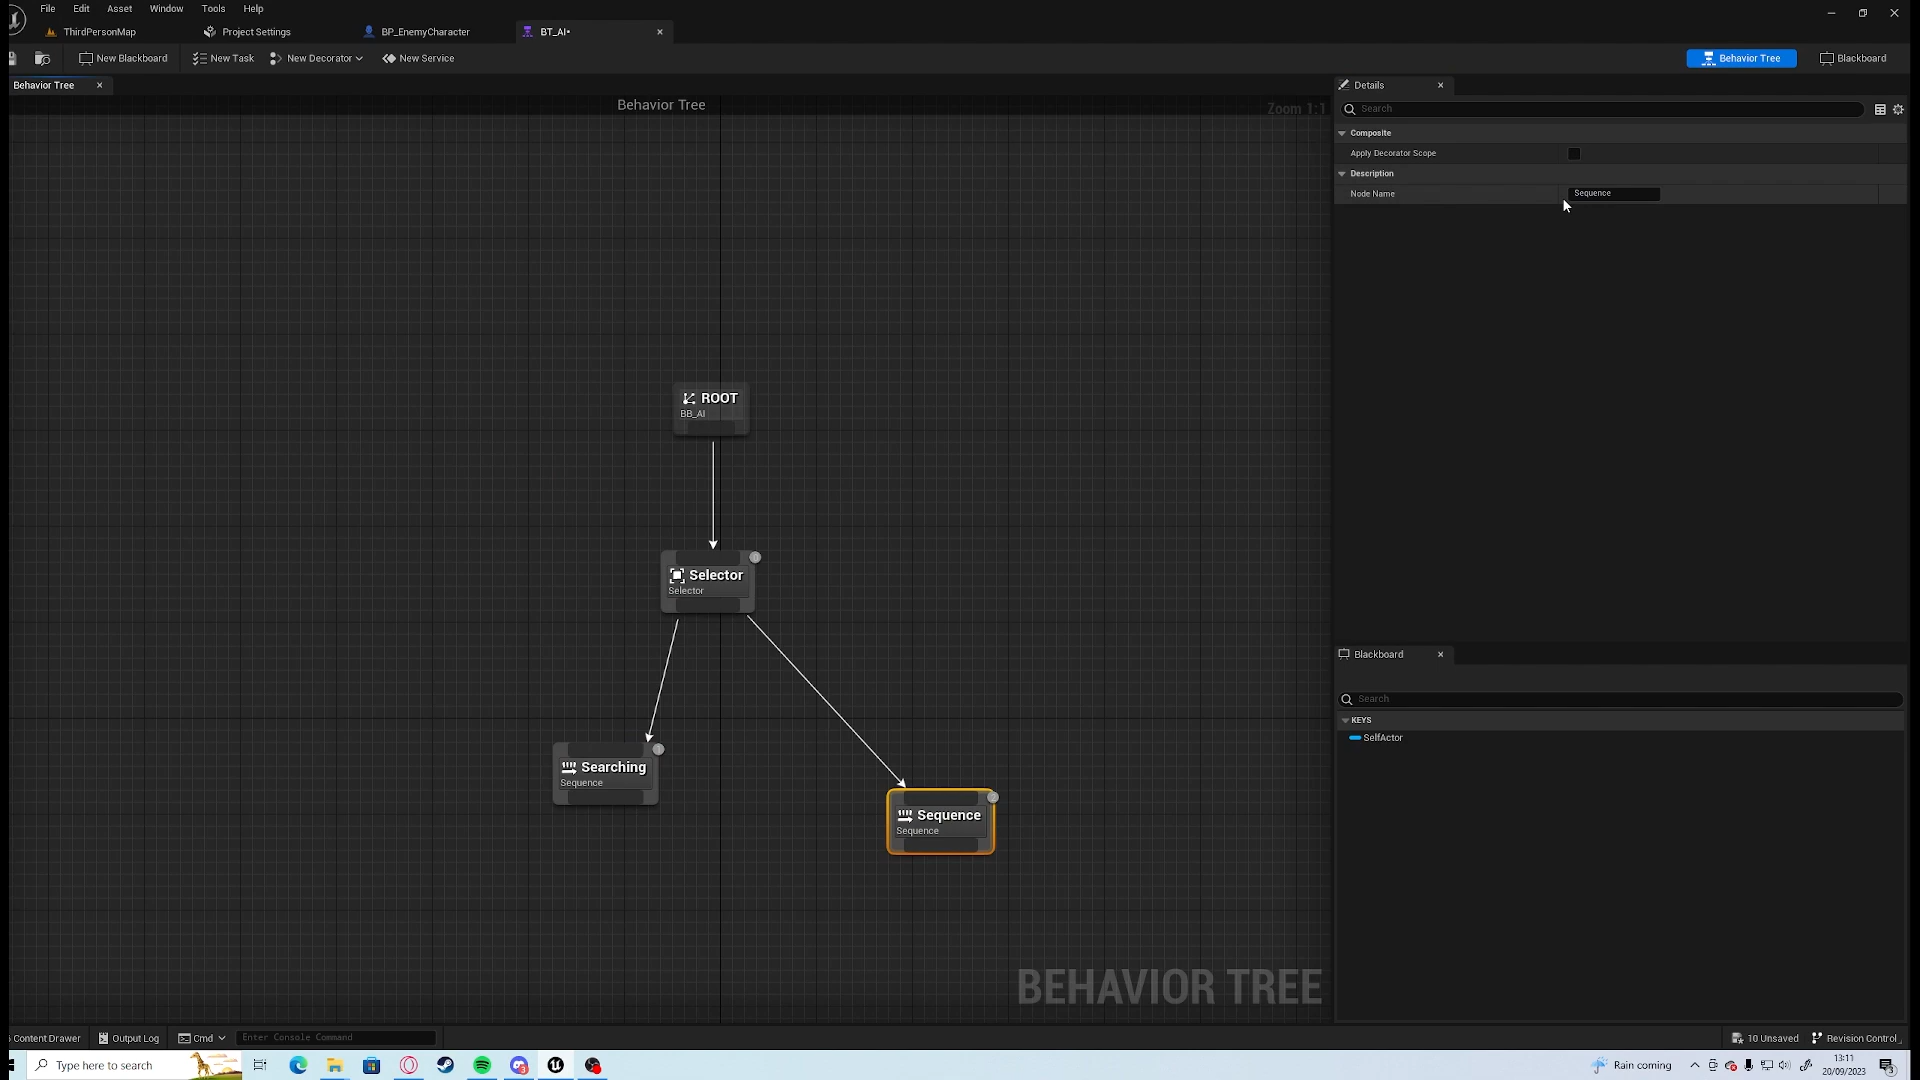 File Edit Asset Window Tools Help
ThirdPersonMap Project Settings BP_EnemyCharacter BT_AI•
New Blackboard New Task New Decorator New Service Behavior Tree Blackboard
Behavior Tree
Details
Behavior Tree
Zoom 1:1
Search
Composite
Apply Decorator Scope
Description
Node Name Sequence
ROOT
BB_AI
Selector
Selector
Searching
Sequence
Sequence
Sequence
Blackboard
Search
KEYS
SelfActor
BEHAVIOR TREE
Content Drawer Output Log Cmd Enter Console Command 10 Unsaved Revision Control
Type here to search Rain coming 13:11
20/09/2023